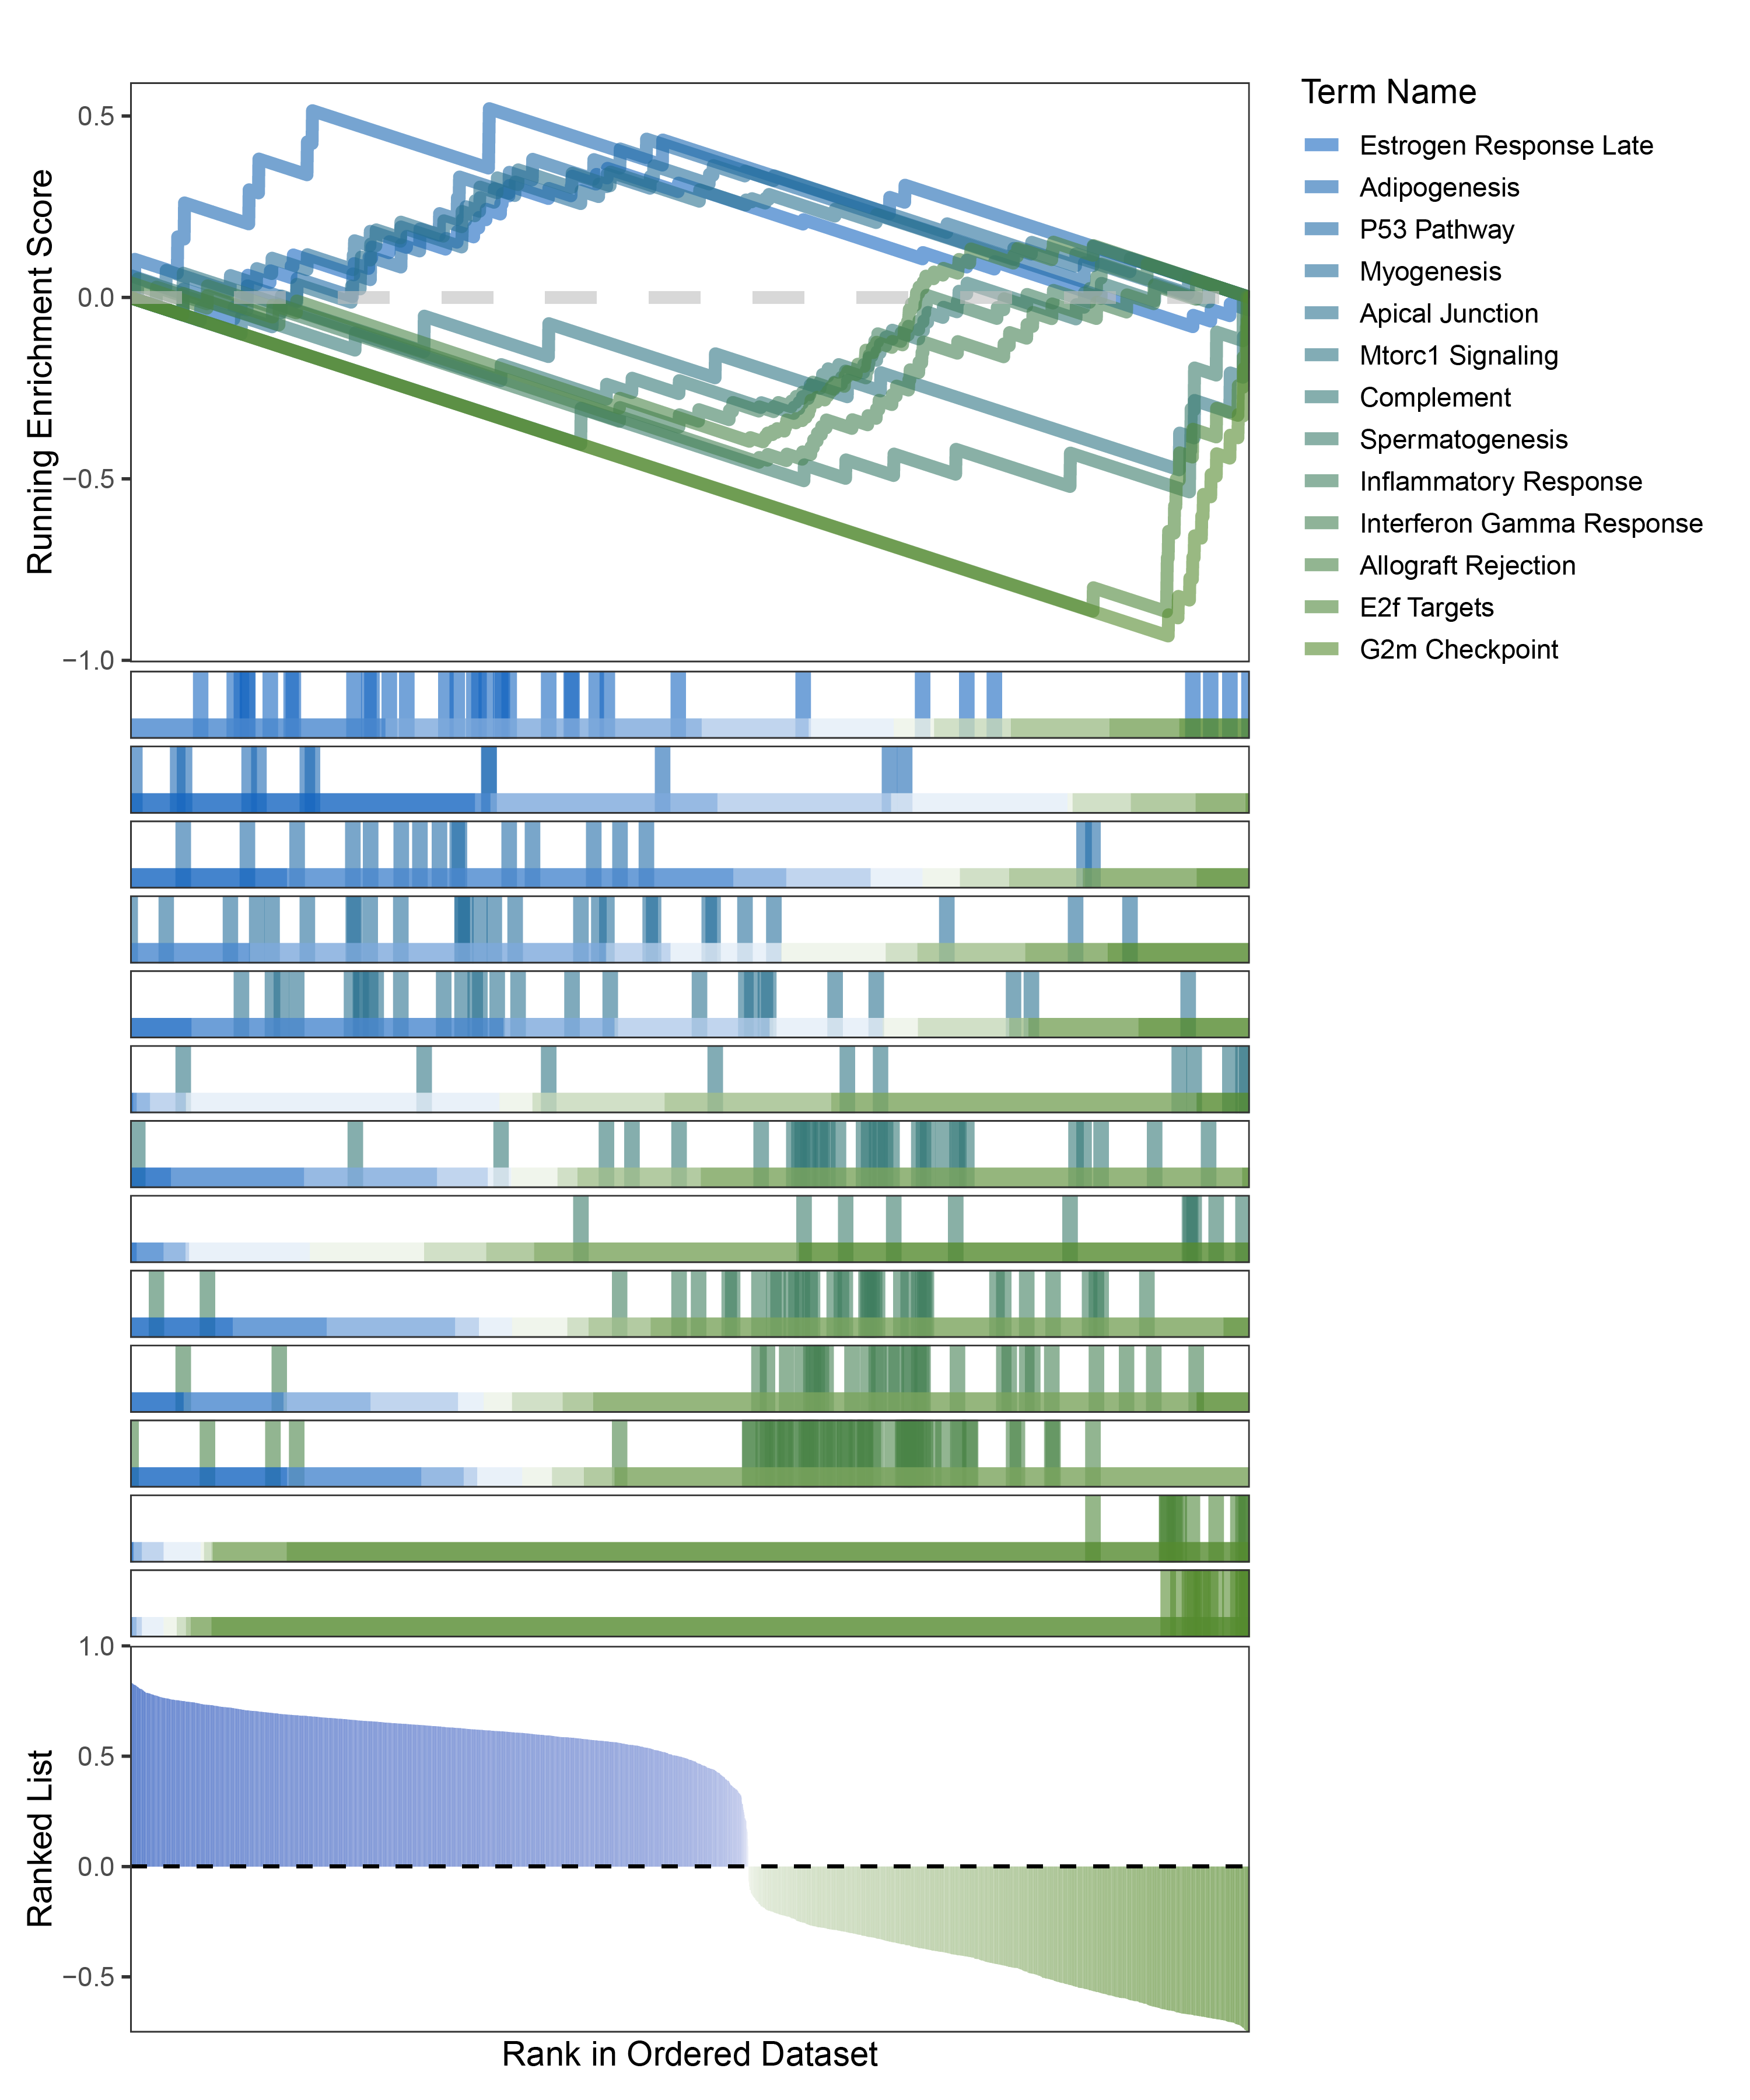 Term Name
Estrogen Response Late
Adipogenesis
P53 Pathway
Myogenesis
Apical Junction
Mtorc1 Signaling
Complement
Spermatogenesis
Inflammatory Response
Interferon Gamma Response
Allograft Rejection
E2f Targets
G2m Checkpoint
Running Enrichment Score
0.5
0.0
−0.5
−1.0
Ranked List
1.0
0.5
0.0
−0.5
Rank in Ordered Dataset